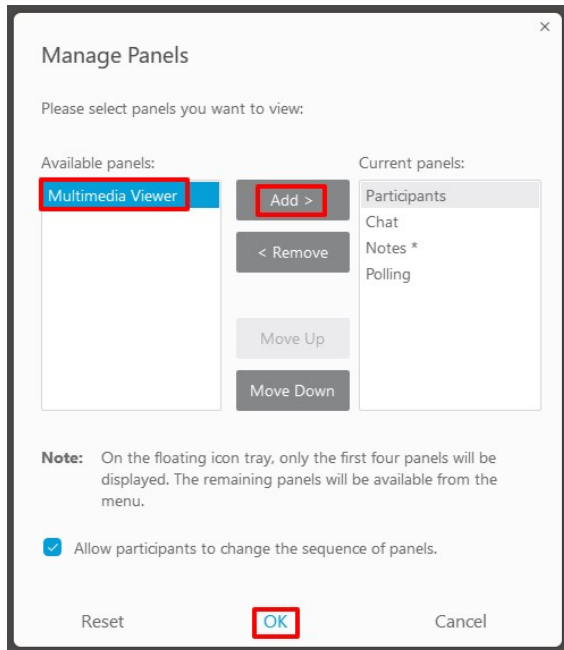 ×
Manage Panels
Please select panels you want to view:
Available panels:
Current panels:
Multimedia Viewer
Add >
< Remove
Move Up
Move Down
Participants
Chat
Notes *
Polling
Note: On the floating icon tray, only the first four panels will be
displayed. The remaining panels will be available from the
menu.
Allow participants to change the sequence of panels.
Reset
OK
Cancel